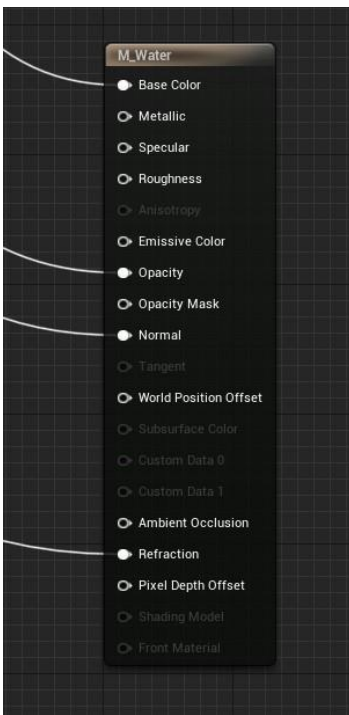 M_Water
Base Color
Metallic
Specular
Roughness
Anisotropy
Emissive Color
Opacity
Opacity Mask
Normal
Tangent
World Position Offset
Subsurface Color
Custom Data 0
Custom Data 1
Ambient Occlusion
Refraction
Pixel Depth Offset
Shading Model
Front Material